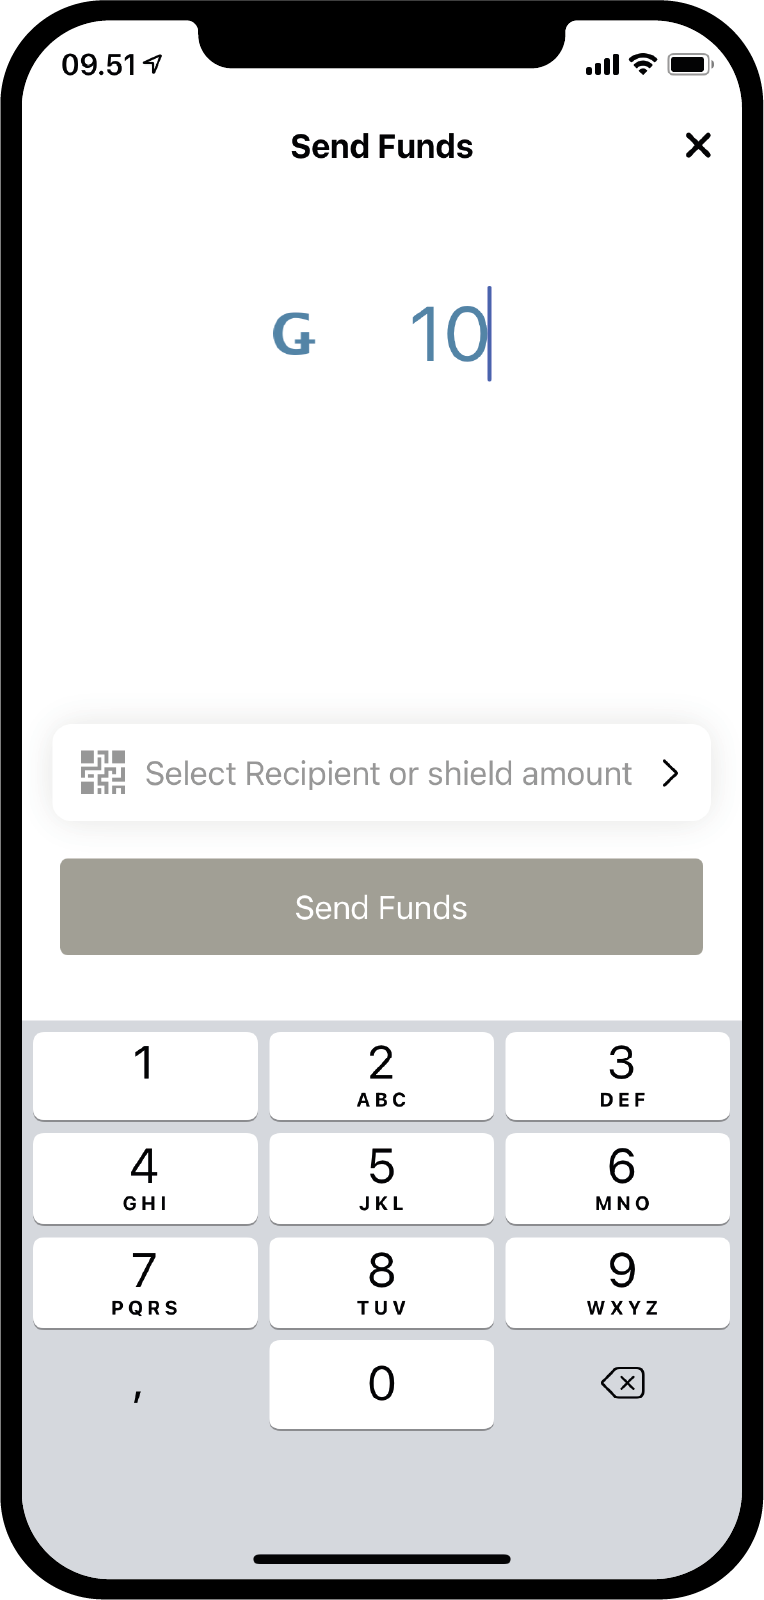 09.51
Send Funds
Ǥ 10
Select Recipient or shield amount
Send Funds
1 2 3
ABC DEF
4 5 6
GHI JKL MNO
7 8 9
PQRS TUV WXYZ
, 0